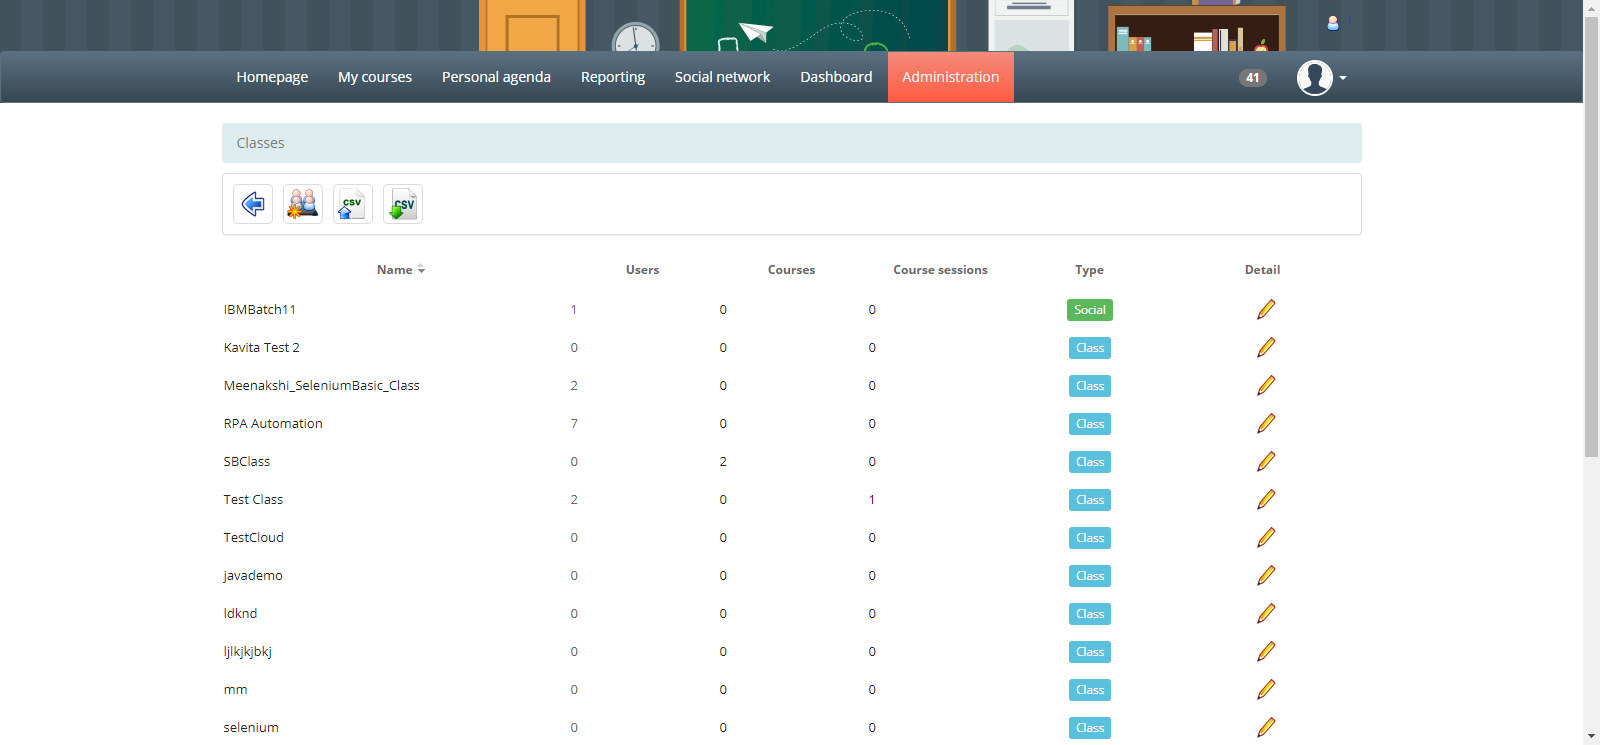 Homepage My courses Personal agenda Reporting Social network Dashboard Administration 41
Classes
CSV CSV
Name Users Courses Course sessions Type Detail
IBMBatch11 1 0 0 Social
Kavita Test 2 0 0 0 Class
Meenakshi_SeleniumBasic_Class 2 0 0 Class
RPA Automation 7 0 0 Class
SBClass 0 2 0 Class
Test Class 2 0 1 Class
TestCloud 0 0 0 Class
javademo 0 0 0 Class
ldknd 0 0 0 Class
ljlkjkjbkj 0 0 0 Class
mm 0 0 0 Class
selenium 0 0 0 Class